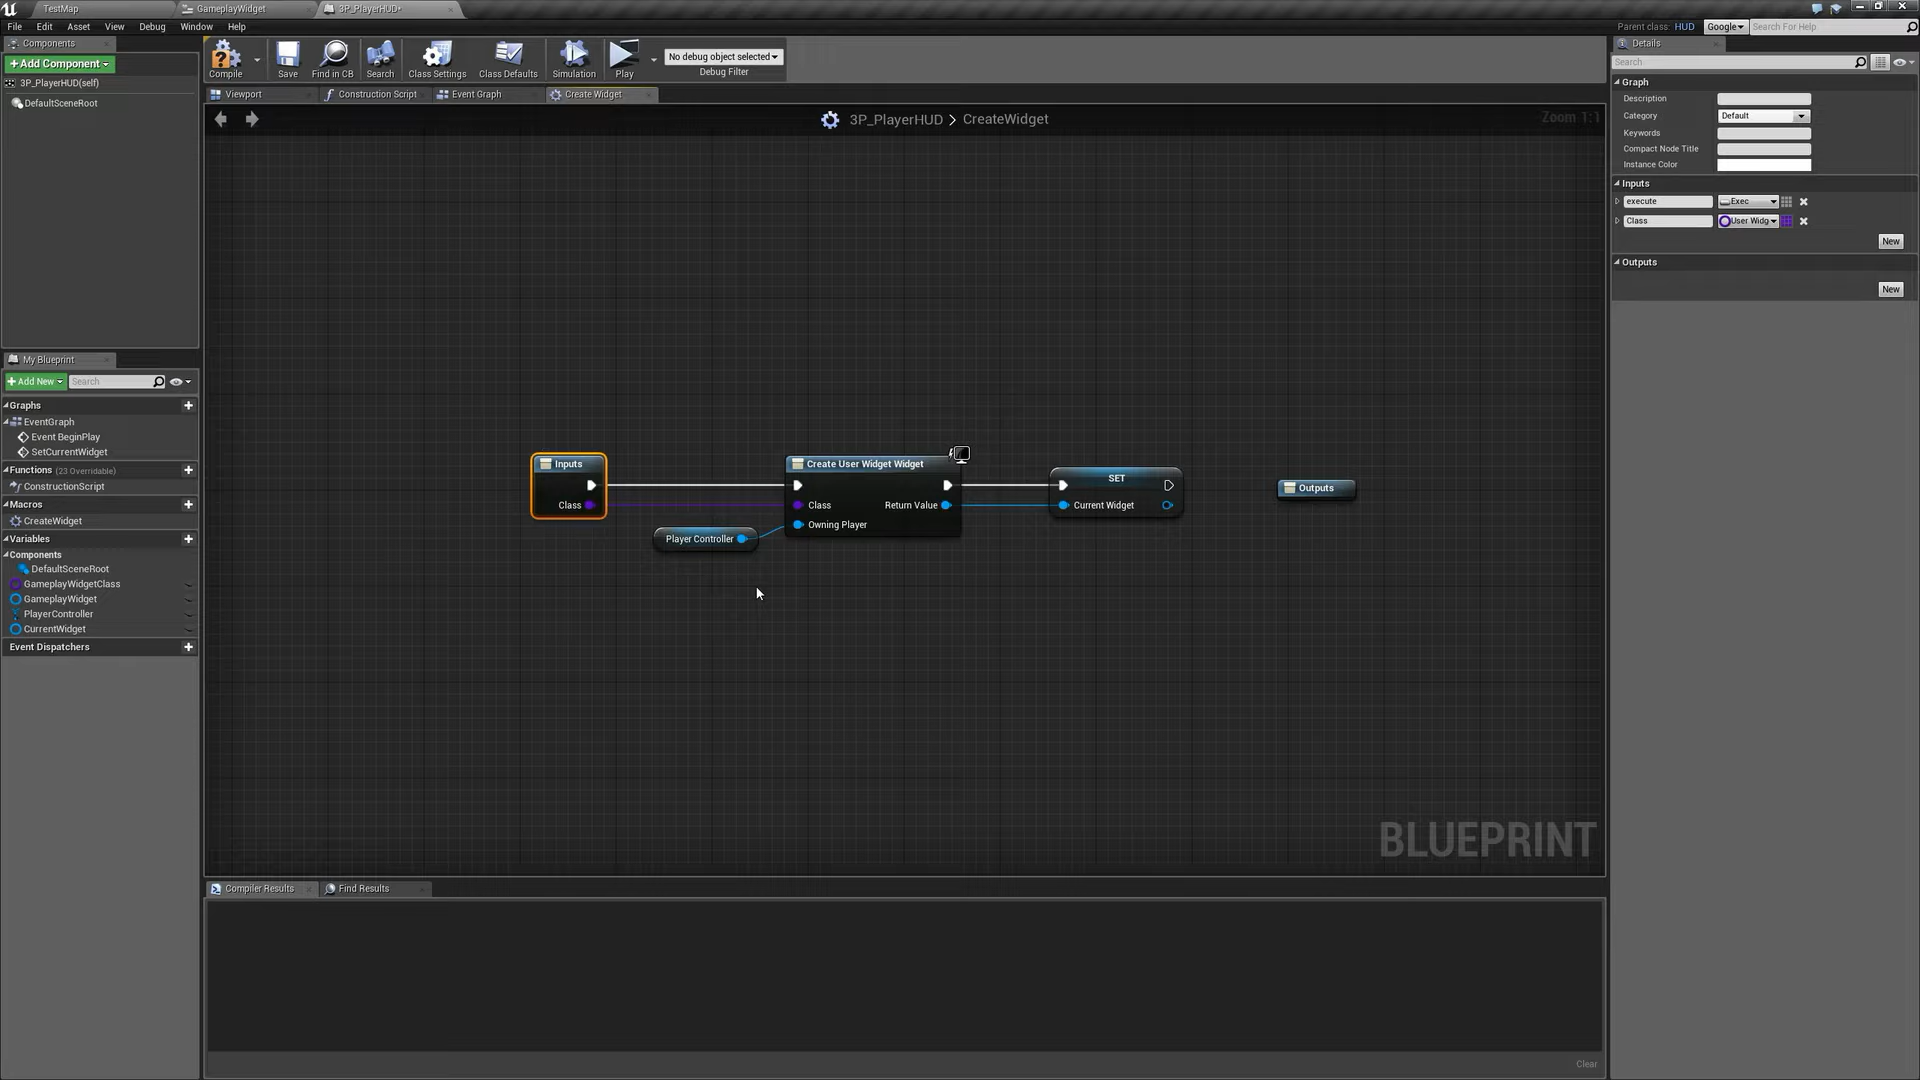 TestMap
GameplayWidget
3P_PlayerHUD*
File Edit Asset View Debug Window Help
Parent class: HUD
Google
Search For Help
Components
+Add Component
3P_PlayerHUD(self)
DefaultSceneRoot
Compile
Save
Find in CB
Search
Class Settings
Class Defaults
Simulation
Play
No debug object selected
Debug Filter
Viewport
Construction Script
Event Graph
Create Widget
3P_PlayerHUD > CreateWidget
Zoom 1:1
Inputs
Class
Player Controller
Create User Widget Widget
Class
Return Value
Owning Player
SET
Current Widget
Outputs
BLUEPRINT
My Blueprint
+Add New
Search
Graphs
EventGraph
Event BeginPlay
SetCurrentWidget
Functions (23 Overridable)
ConstructionScript
Macros
CreateWidget
Variables
Components
DefaultSceneRoot
GameplayWidgetClass
GameplayWidget
PlayerController
CurrentWidget
Event Dispatchers
Compiler Results
Find Results
Clear
Details
Search
Graph
Description
Category
Default
Keywords
Compact Node Title
Instance Color
Inputs
execute
Exec
Class
User Widg
New
Outputs
New